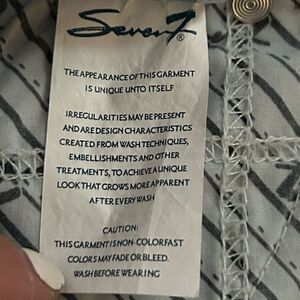 Seven7®
THE APPEARANCE OF THIS GARMENT
IS UNIQUE UNTO ITSELF
IRREGULARITIES MAY BE PRESENT
AND ARE DESIGN CHARACTERISTICS
CREATED FROM WASH TECHNIQUES,
EMBELLISHMENTS AND OTHER
TREATMENTS, TO ACHIEVE A UNIQUE
LOOK THAT GROWS MORE APPARENT
AFTER EVERY WASH
CAUTION:
THIS GARMENT IS NON-COLORFAST
COLORS MAY FADE OR BLEED.
WASH BEFORE WEARING